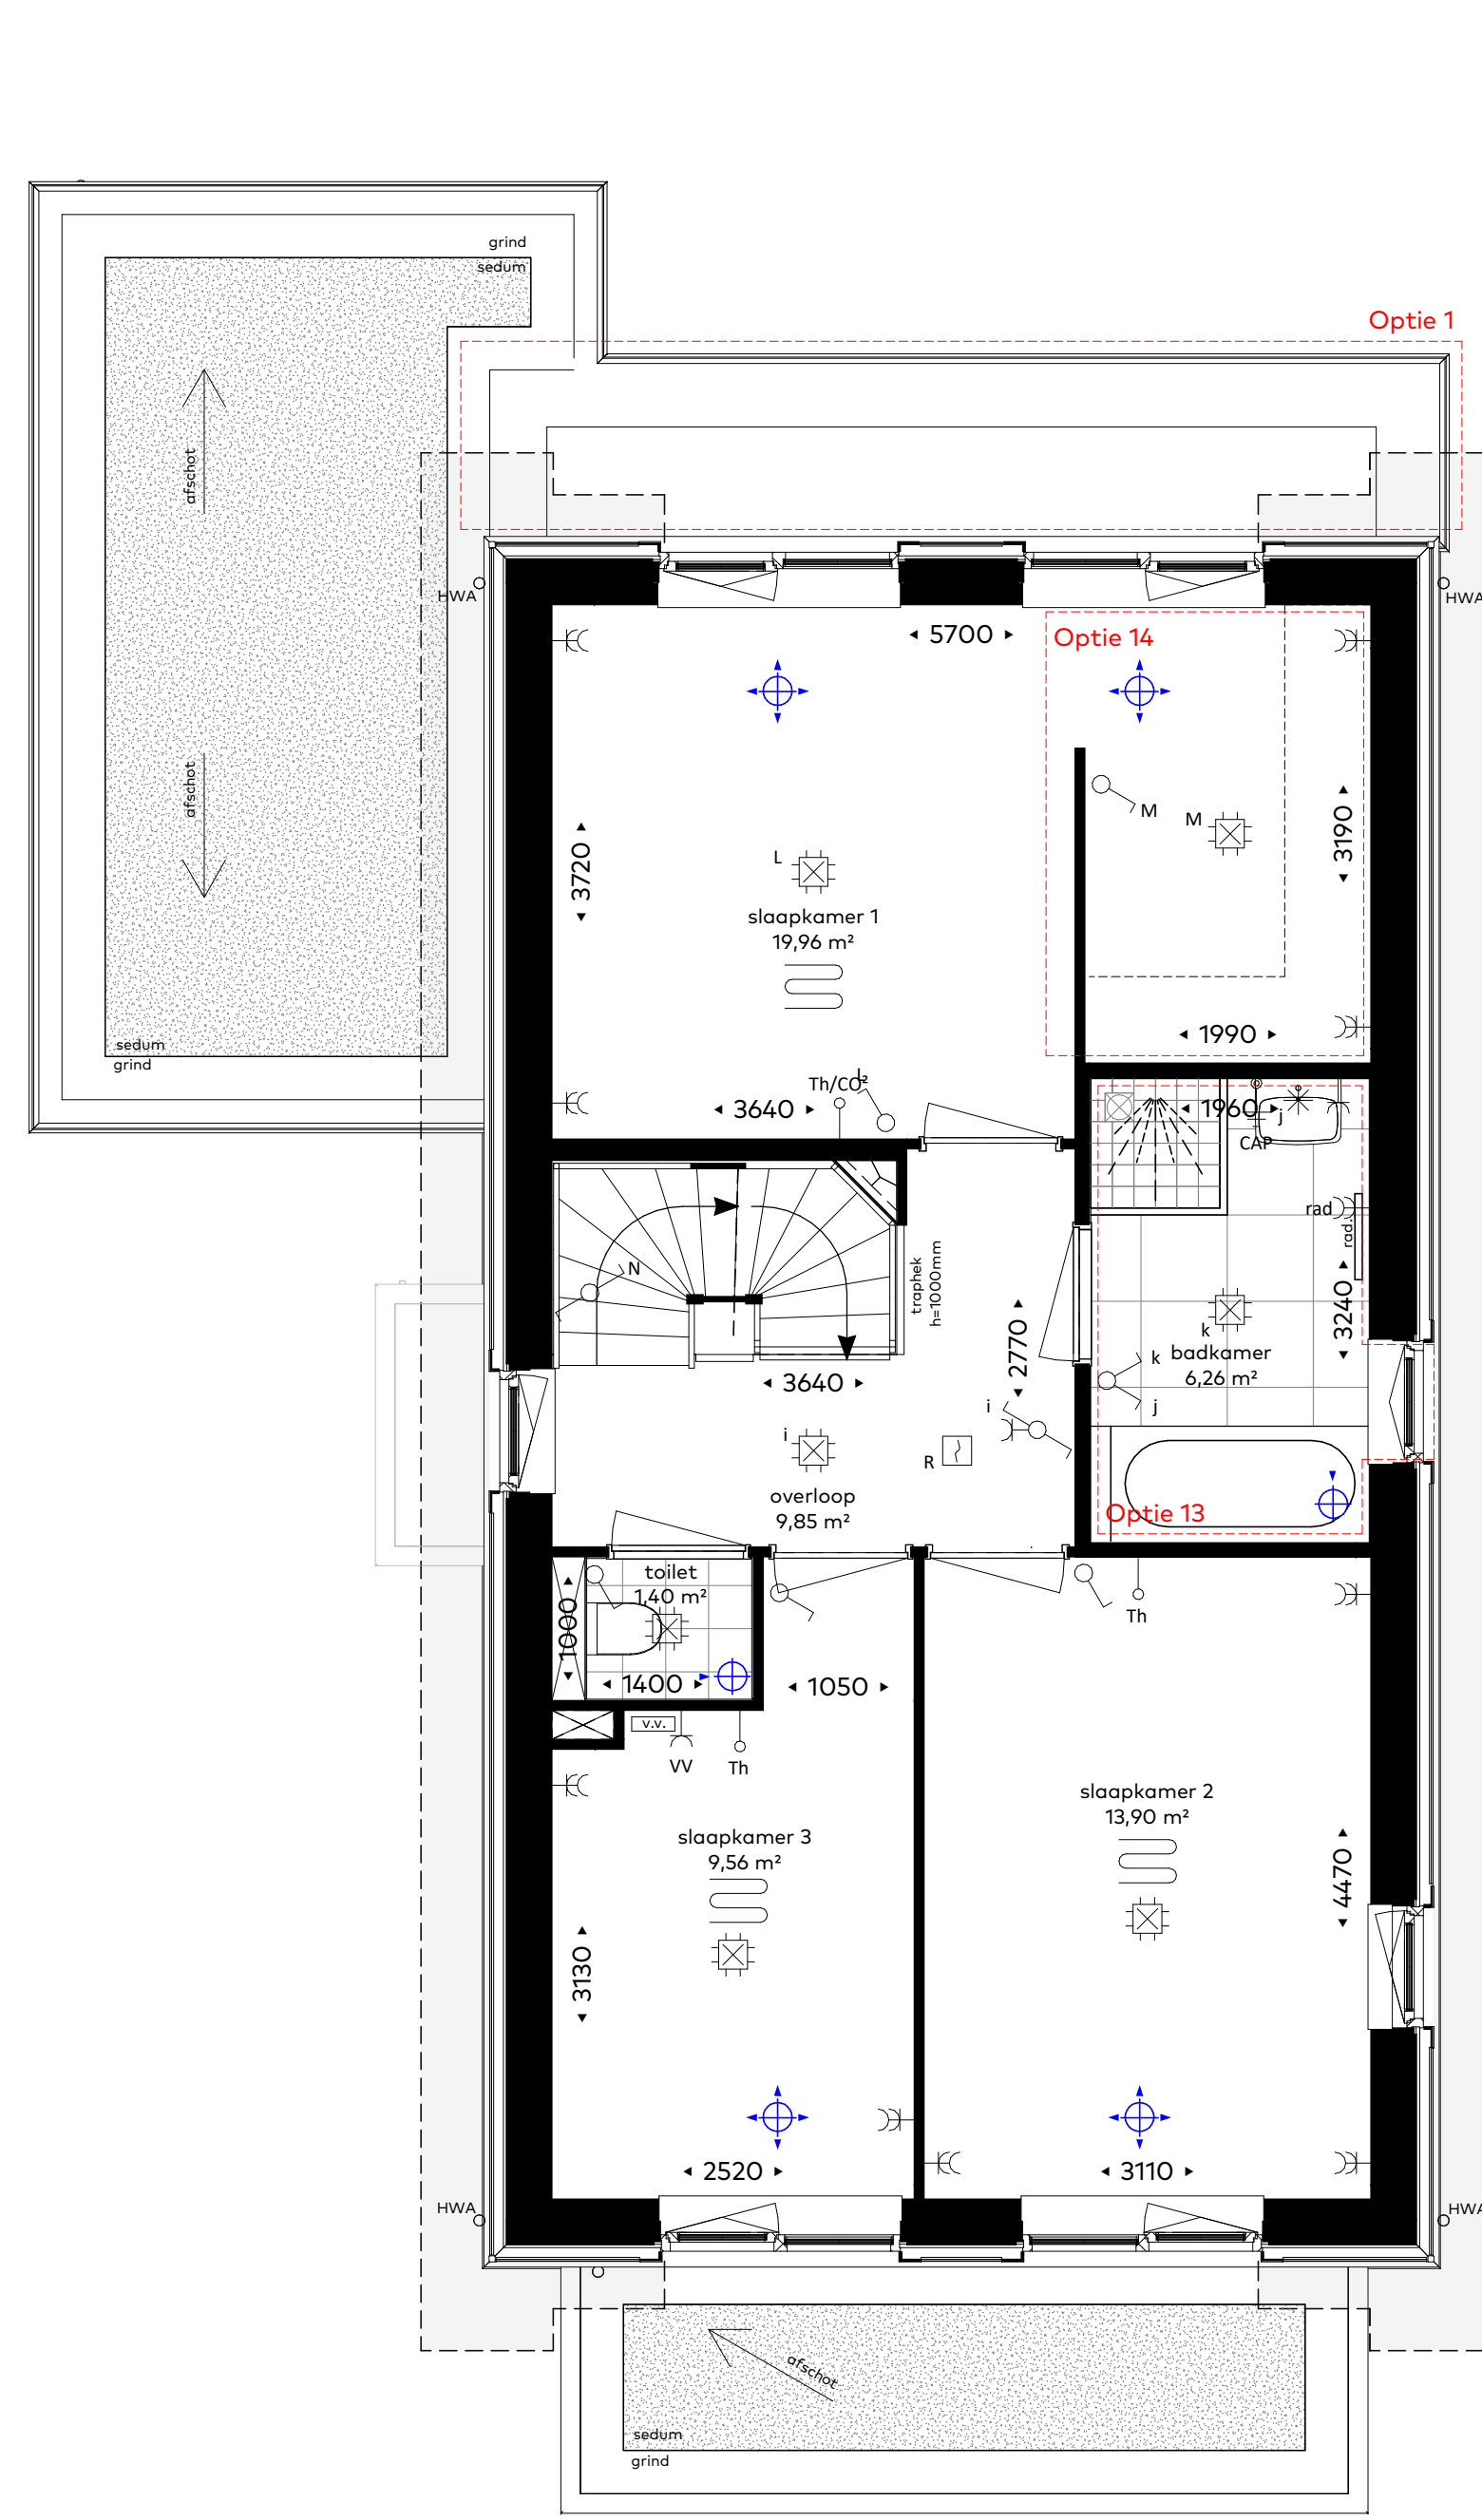 grind
sedum
Optie 1
afschot
HWA
HWA
5700
Optie 14
afschot
M
M
3190
3720
L
slaapkamer 1
19,96 m²
sedum
grind
1990
L
Th/CO²
3640
1960
j
CAP
rad
rad.
N
traphek
h=1000mm
3240
2770
k
badkamer
6,26 m²
k
j
3640
i
i
R
overloop
9,85 m²
Optie 13
toilet
1,40 m²
1000
1400
1050
Th
v.v.
VV
Th
slaapkamer 2
13,90 m²
slaapkamer 3
9,56 m²
4470
3130
2520
3110
HWA
HWA
afschot
sedum
grind